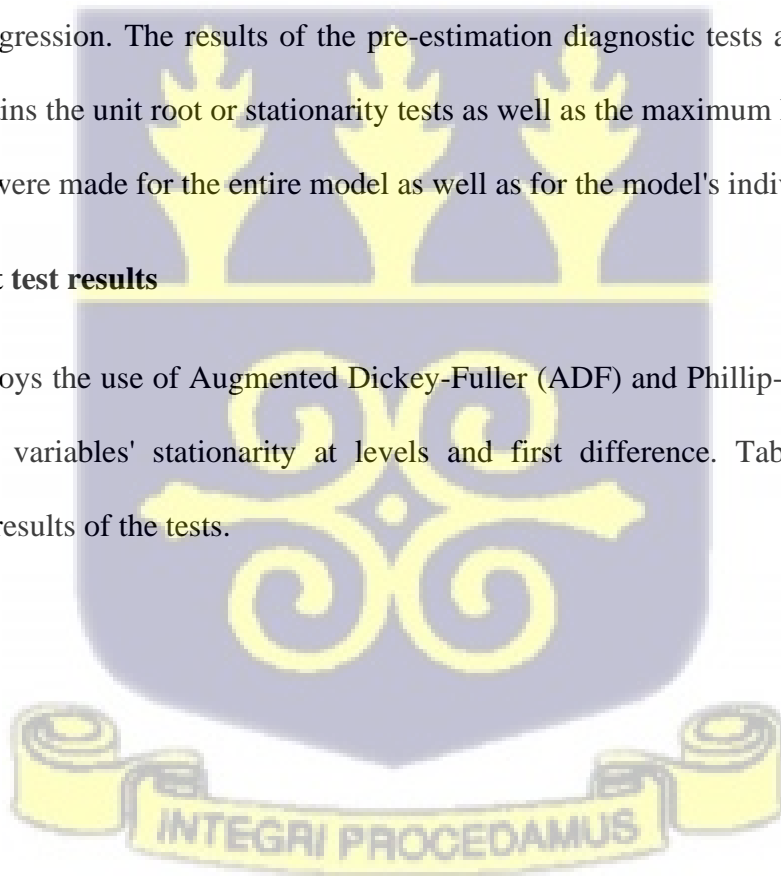 gression. The results of the pre-estimation diagnostic tests a
ins the unit root or stationarity tests as well as the maximum
were made for the entire model as well as for the model's indiv
test results
oys the use of Augmented Dickey-Fuller (ADF) and Phillip-
variables' stationarity at levels and first difference. Tab
results of the tests.
INTEGRI PROCEDAMUS